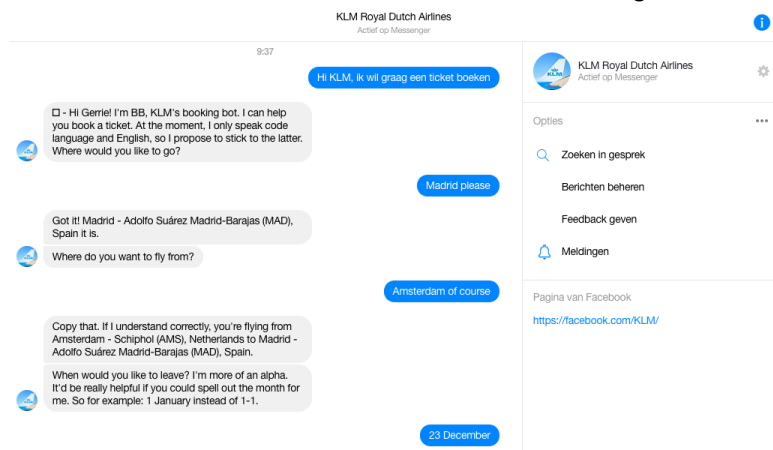 KLM Royal Dutch Airlines
Actief op Messenger
9:37
Hi KLM, ik wil graag een ticket boeken
☐ - Hi Gerrie! I'm BB, KLM's booking bot. I can help
you book a ticket. At the moment, I only speak code
language and English, so I propose to stick to the latter.
Where would you like to go?
Madrid please
Got it! Madrid - Adolfo Suárez Madrid-Barajas (MAD),
Spain it is.
Where do you want to fly from?
Amsterdam of course
Copy that. If I understand correctly, you're flying from
Amsterdam - Schiphol (AMS), Netherlands to Madrid -
Adolfo Suárez Madrid-Barajas (MAD), Spain.
When would you like to leave? I'm more of an alpha.
It'd be really helpful if you could spell out the month for
me. So for example: 1 January instead of 1-1.
23 December
KLM
KLM Royal Dutch Airlines
Actief op Messenger
Opties
Zoeken in gesprek
Berichten beheren
Feedback geven
Meldingen
Pagina van Facebook
https://facebook.com/KLM/